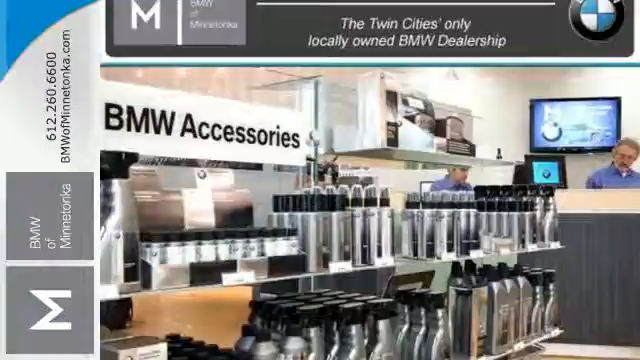 M
BMW
of
Minnetonka
The Twin Cities' only
locally owned BMW Dealership
BMW
612.260.6600
BMWofMinnetonka.com
BMW
of
Minnetonka
M
BMW Accessories